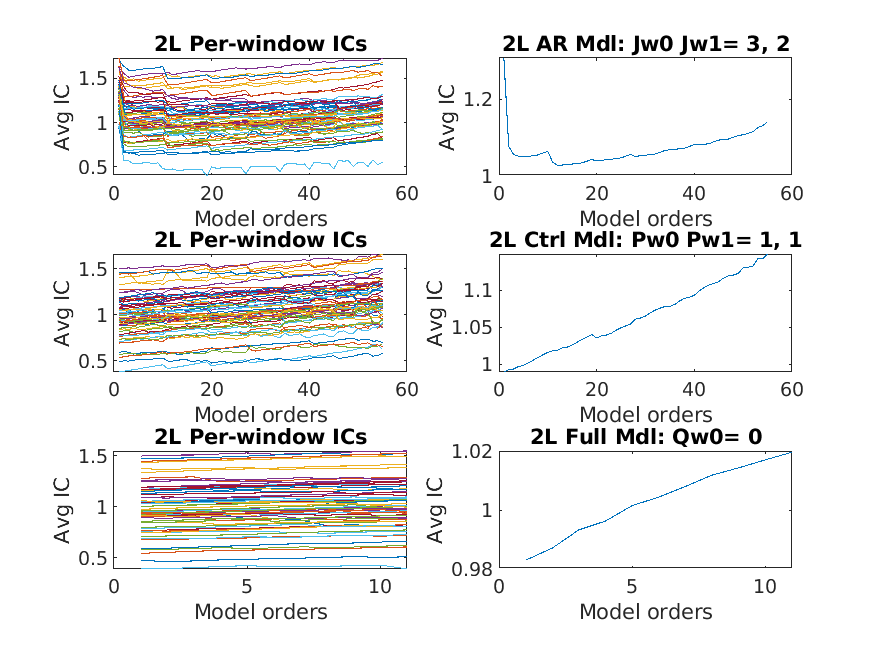 2L Per-window ICs
1.5
1
0.5
Avg IC
0 20 40 60
Model orders
2L AR Mdl: Jw0 Jw1= 3, 2
1.2
1
Avg IC
0 20 40 60
Model orders
2L Per-window ICs
1.5
1
0.5
Avg IC
0 20 40 60
Model orders
2L Ctrl Mdl: Pw0 Pw1= 1, 1
1.1
1.05
1
Avg IC
0 20 40 60
Model orders
2L Per-window ICs
1.5
1
0.5
Avg IC
0 5 10
Model orders
2L Full Mdl: Qw0= 0
1.02
1
0.98
Avg IC
0 5 10
Model orders